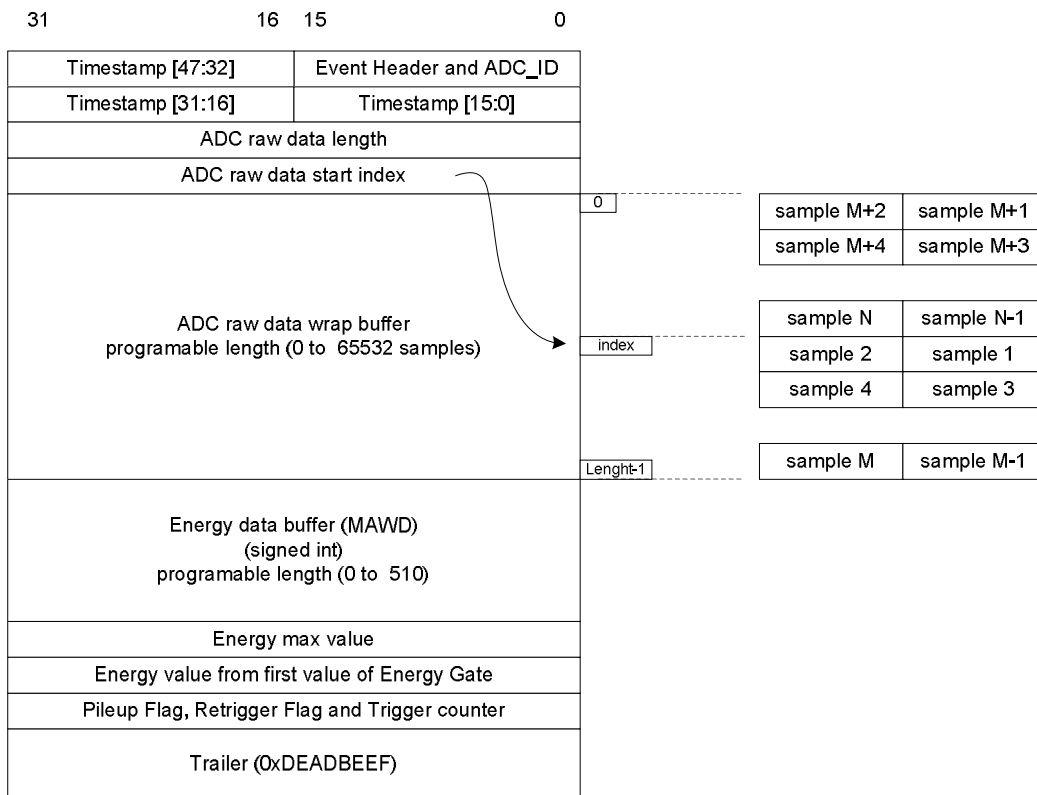 31 16 15 0
Timestamp [47:32] Event Header and ADC_ID
Timestamp [31:16] Timestamp [15:0]
ADC raw data length
ADC raw data start index
0
sample M+2 sample M+1
sample M+4 sample M+3
ADC raw data wrap buffer
programable length (0 to 65532 samples)
index
sample N sample N-1
sample 2 sample 1
sample 4 sample 3
Lenght-1
sample M sample M-1
Energy data buffer (MAWD)
(signed int)
programable length (0 to 510)
Energy max value
Energy value from first value of Energy Gate
Pileup Flag, Retrigger Flag and Trigger counter
Trailer (0xDEADBEEF)